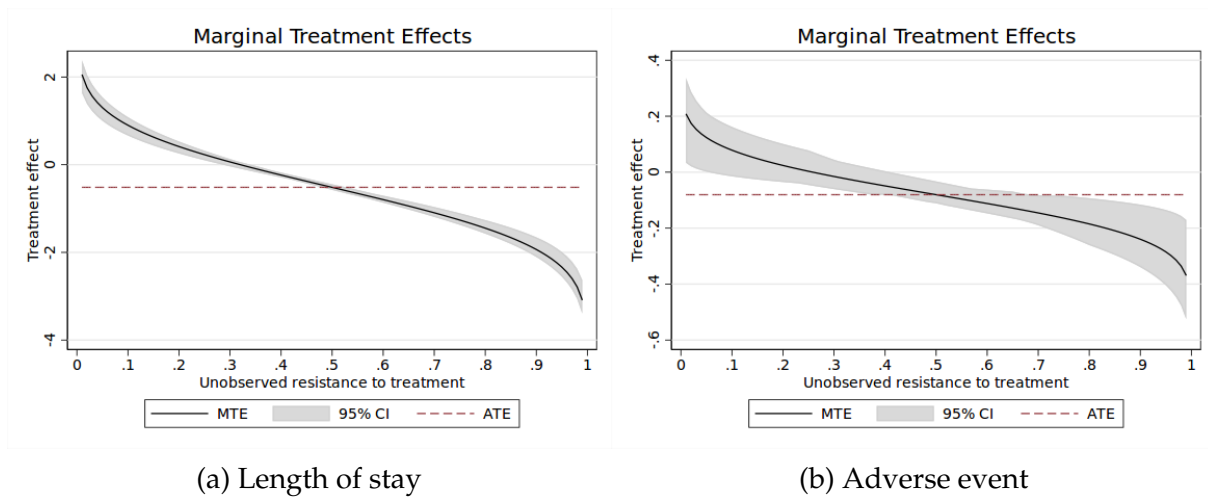 Marginal Treatment Effects
Treatment effect
2
0
-2
-4
0 .1 .2 .3 .4 .5 .6 .7 .8 .9 1
Unobserved resistance to treatment
MTE 95% CI ATE
(a) Length of stay
Marginal Treatment Effects
Treatment effect
.4
.2
0
-.2
-.4
-.6
0 .1 .2 .3 .4 .5 .6 .7 .8 .9 1
Unobserved resistance to treatment
MTE 95% CI ATE
(b) Adverse event